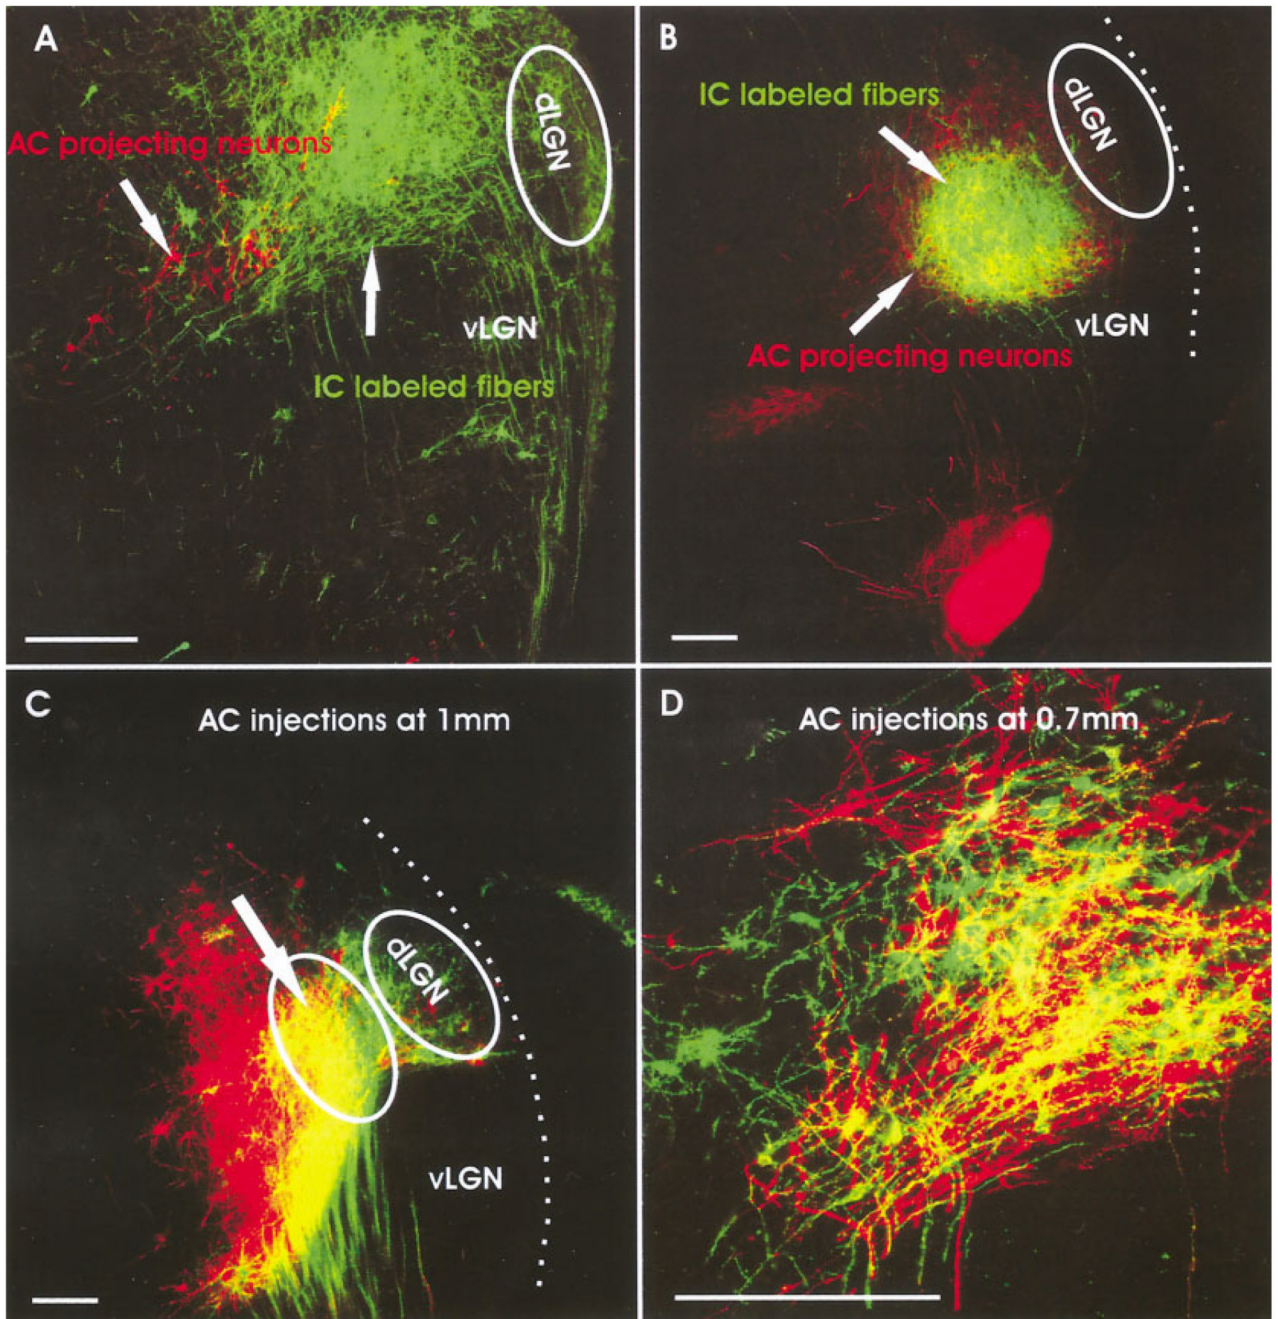 A
AC projecting neurons
dLGN
vLGN
IC labeled fibers
B
IC labeled fibers
dLGN
vLGN
AC projecting neurons
C
AC injections at 1mm
dLGN
vLGN
D
AC injections at 0.7mm